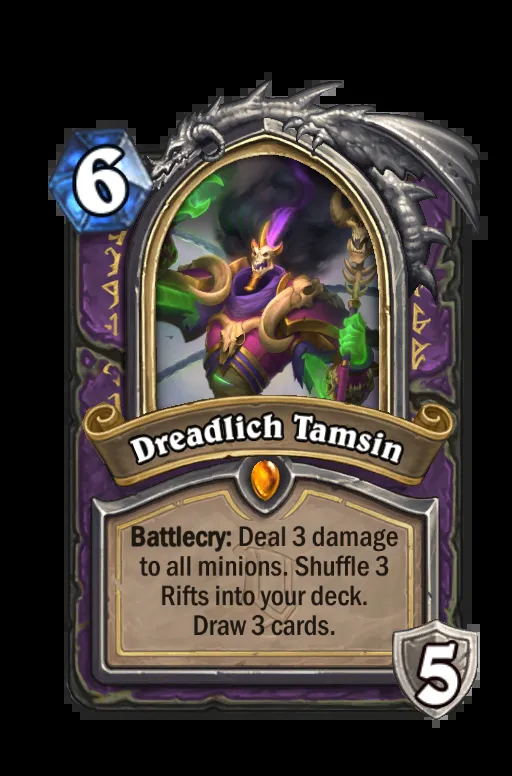 6
Dreadlich Tamsin
Battlecry: Deal 3 damage
to all minions. Shuffle 3
Rifts into your deck.
Draw 3 cards.
5